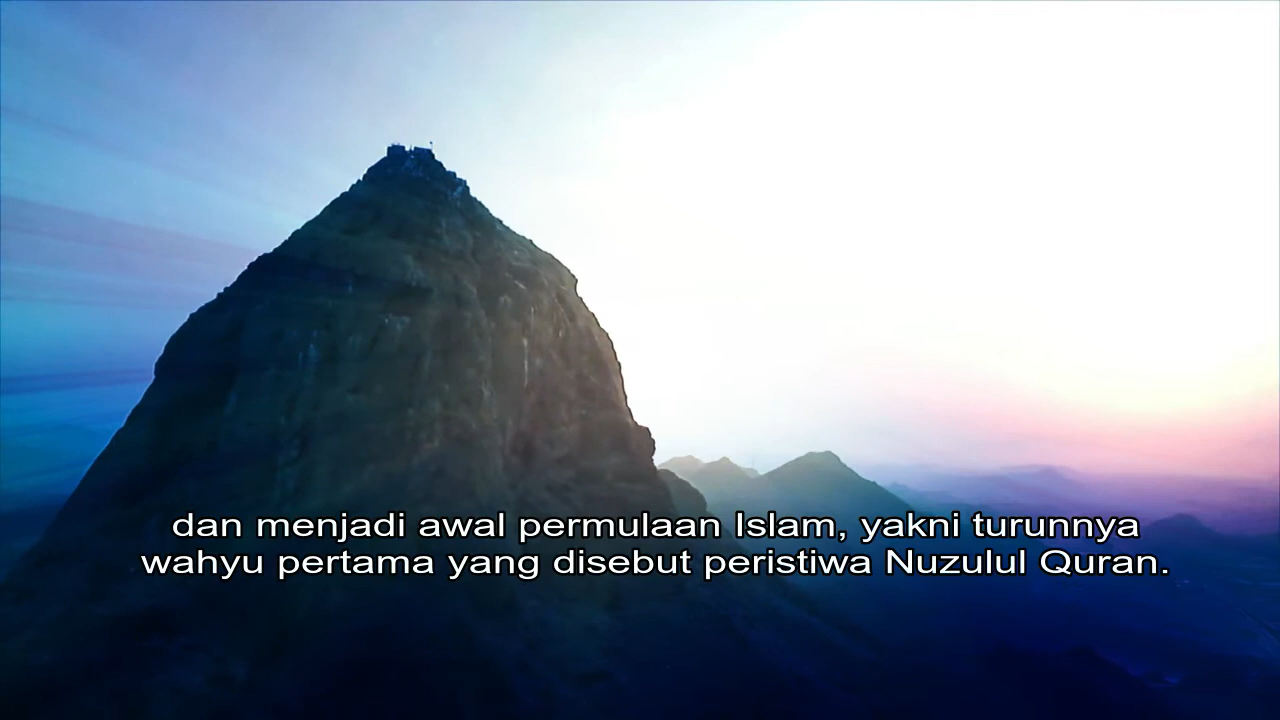 dan menjadi awal permulaan Islam, yakni turunnya
wahyu pertama yang disebut peristiwa Nuzulul Quran.